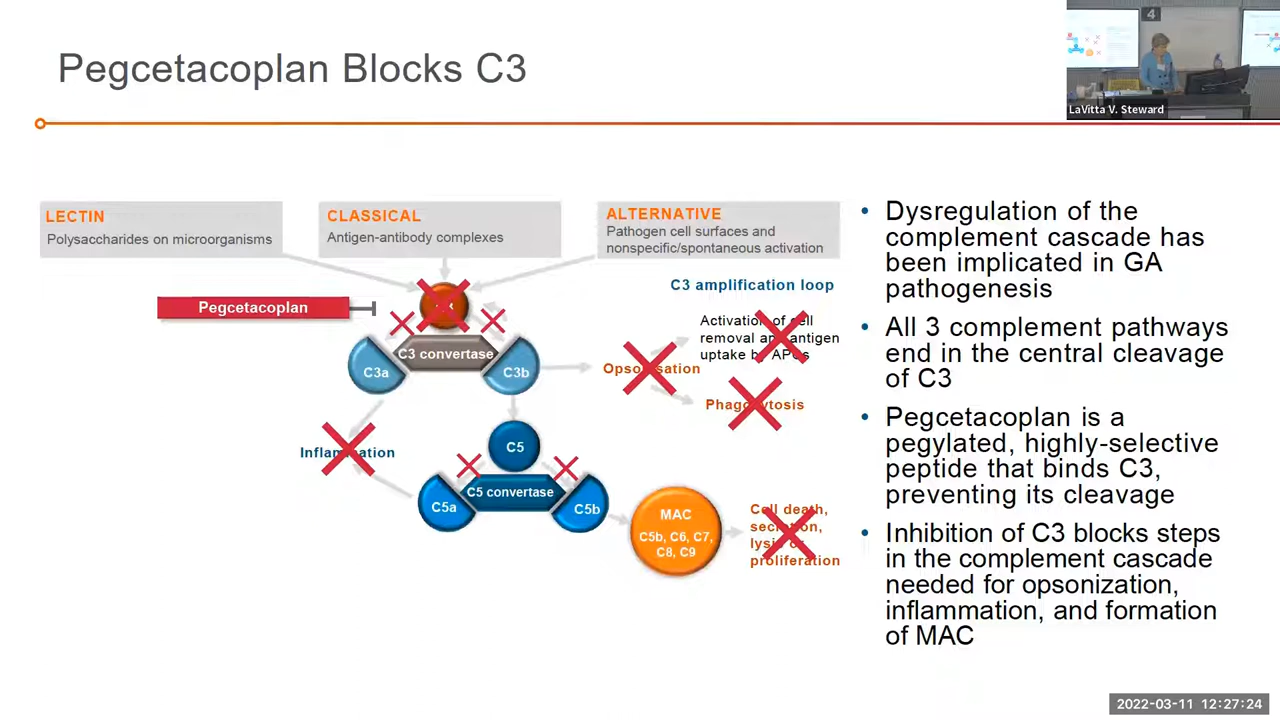 Pegcetacoplan Blocks C3
4
LaVitta V. Steward
LECTIN
Polysaccharides on microorganisms
CLASSICAL
Antigen-antibody complexes
ALTERNATIVE
Pathogen cell surfaces and
nonspecific/spontaneous activation
C3 amplification loop
Pegcetacoplan
Activation of cell
removal and antigen
uptake by APCs
C3 convertase
C3a
C3b
Opsonisation
Phagocytosis
Inflammation
C5
C5 convertase
C5a
C5b
MAC
C5b, C6, C7,
C8, C9
Cell death,
secretion,
lysis or
proliferation
• Dysregulation of the
complement cascade has
been implicated in GA
pathogenesis
• All 3 complement pathways
end in the central cleavage
of C3
• Pegcetacoplan is a
pegylated, highly-selective
peptide that binds C3,
preventing its cleavage
• Inhibition of C3 blocks steps
in the complement cascade
needed for opsonization,
inflammation, and formation
of MAC
2022-03-11 12:27:24